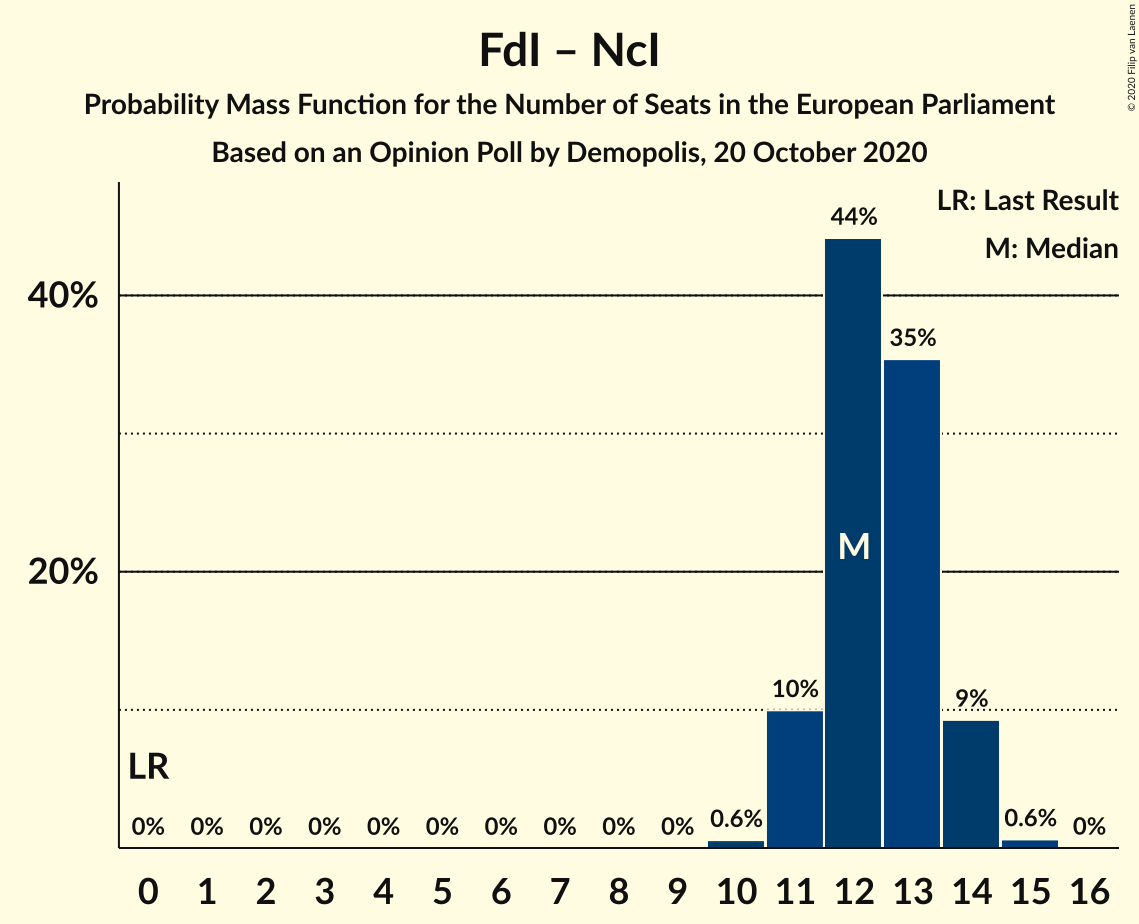 FdI – NcI
Probability Mass Function for the Number of Seats in the European Parliament
Based on an Opinion Poll by Demopolis, 20 October 2020
© 2020 Filip van Laenen
LR: Last Result
M: Median
44%
40%
35%
M
20%
10%
9%
LR
0% 0% 0% 0% 0% 0% 0% 0% 0% 0% 0.6% 0.6% 0%
0 1 2 3 4 5 6 7 8 9 10 11 12 13 14 15 16